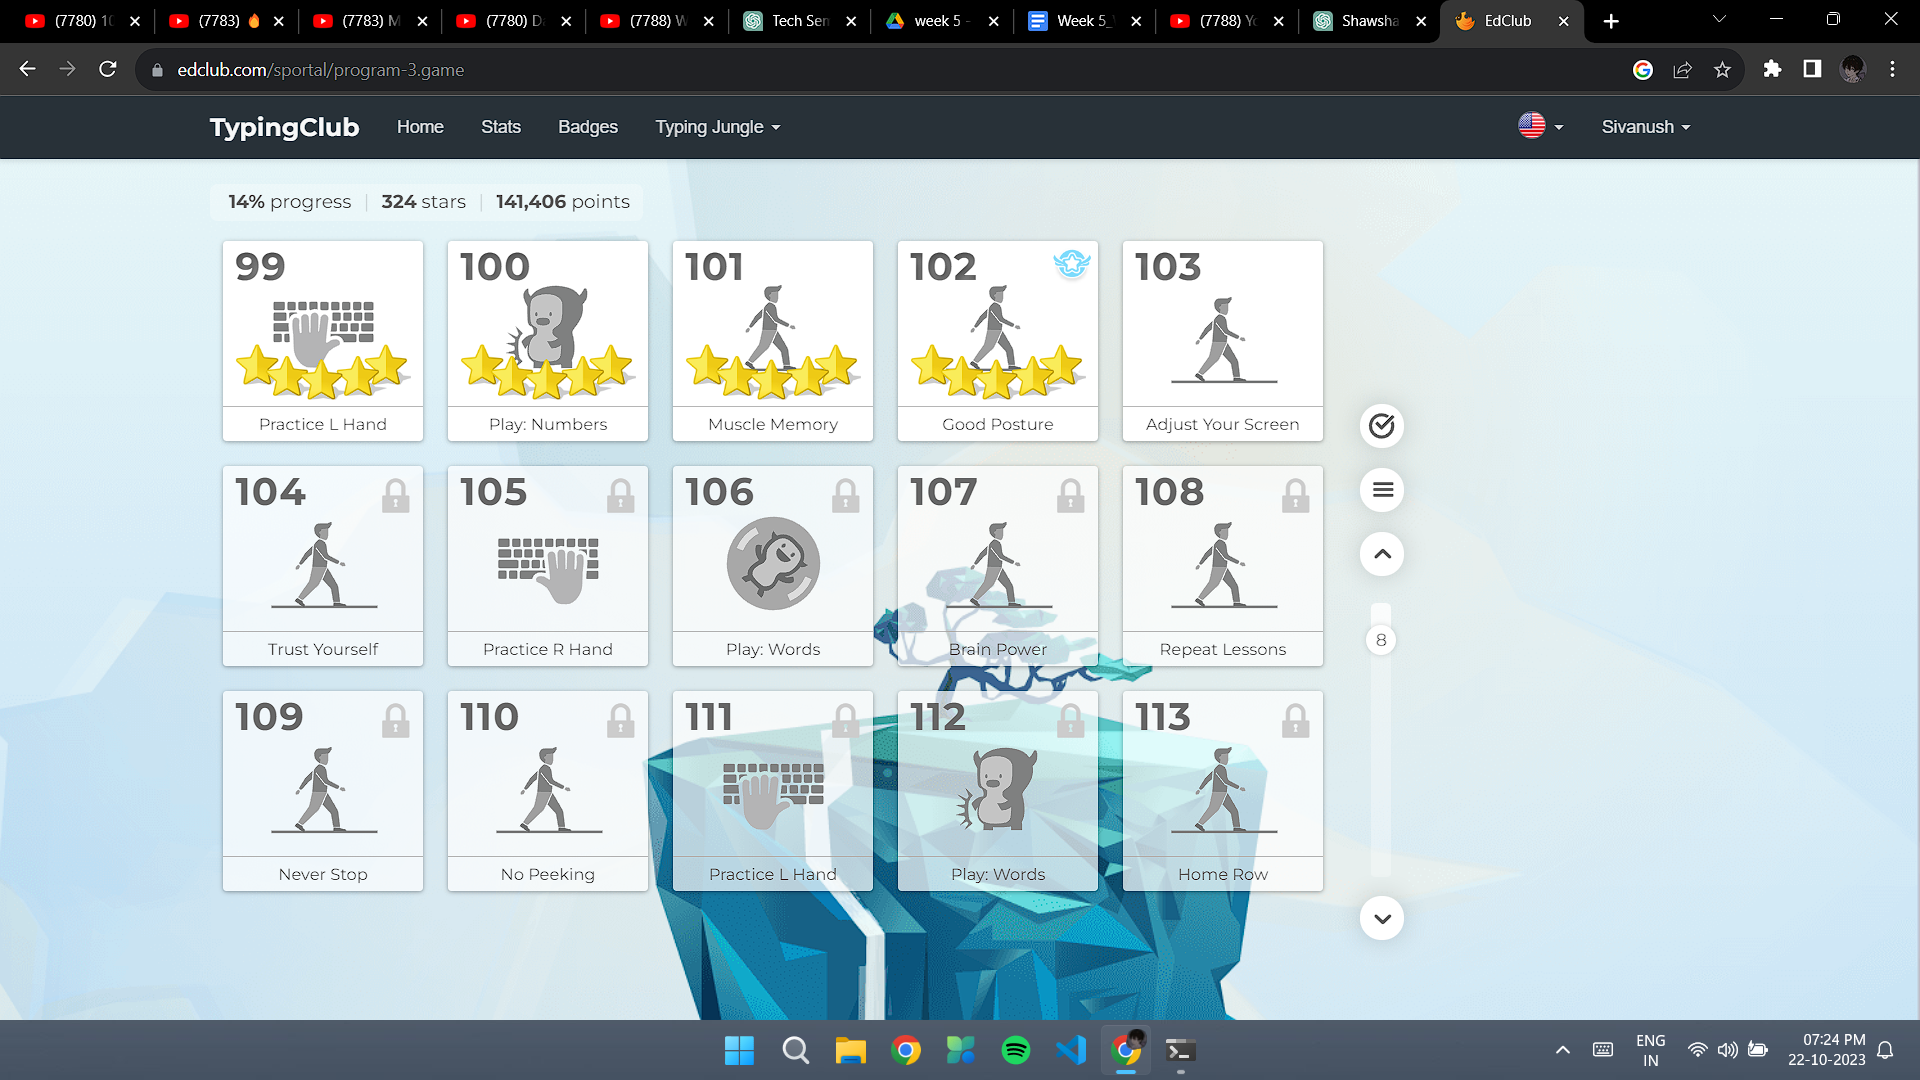 (7780) 1
(7783)
(7783) M
(7780) D
(7788) W
Tech Sem
week 5 -
Week 5_
(7788) Yo
Shawsha
EdClub
edclub.com/sportal/program-3.game
TypingClub
Home
Stats
Badges
Typing Jungle
Sivanush
14% progress
324 stars
141,406 points
99
100
101
102
103
Practice L Hand
Play: Numbers
Muscle Memory
Good Posture
Adjust Your Screen
104
105
106
107
108
Trust Yourself
Practice R Hand
Play: Words
Brain Power
Repeat Lessons
8
109
110
111
112
113
Never Stop
No Peeking
Practice L Hand
Play: Words
Home Row
ENG
IN
07:24 PM
22-10-2023